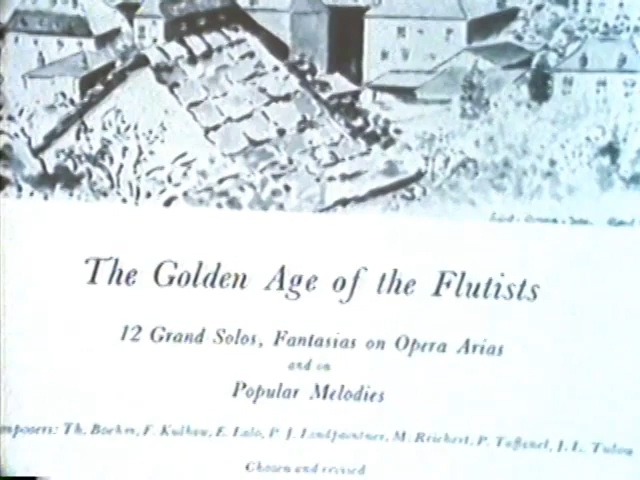 The Golden Age of the Flutists
12 Grand Solos, Fantasias on Opera Arias
and on
Popular Melodies
mposers: Th. Boehm, F. Kuhlau, E. Lalo, P. J. Lindpaintner, M. Reichert, P. Taffanel, J. L. Tulou
Chosen and revised